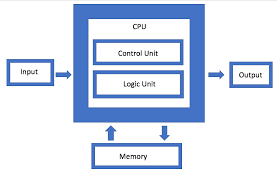 CPU
Control Unit
Input
Logic Unit
Output
Memory